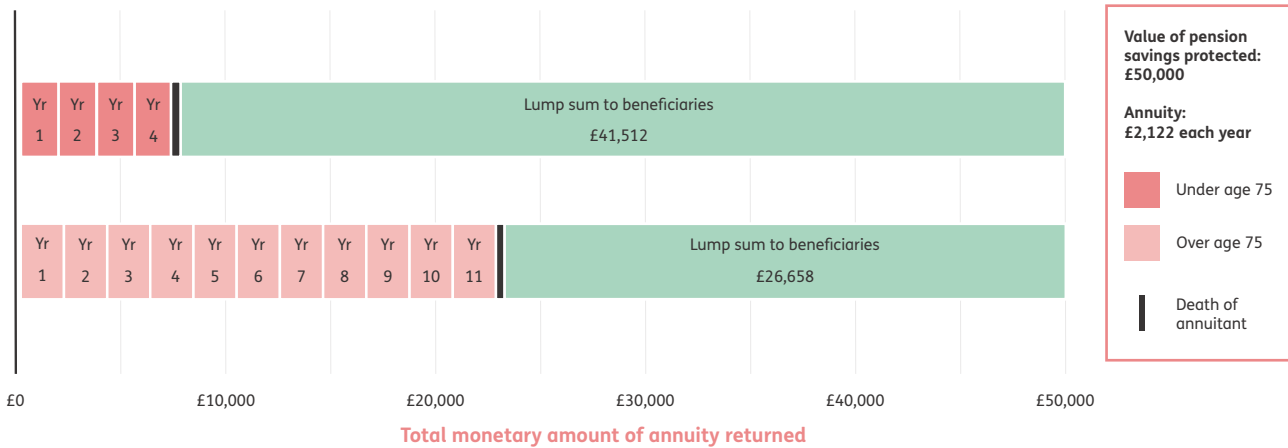 Yr Yr Yr Yr
1 2 3 4
Lump sum to beneficiaries
£41,512
Yr Yr Yr Yr Yr Yr Yr Yr Yr Yr Yr
1 2 3 4 5 6 7 8 9 10 11
Lump sum to beneficiaries
£26,658
£0 £10,000 £20,000 £30,000 £40,000 £50,000
Total monetary amount of annuity returned
Value of pension
savings protected:
£50,000
Annuity:
£2,122 each year
Under age 75
Over age 75
Death of
annuitant